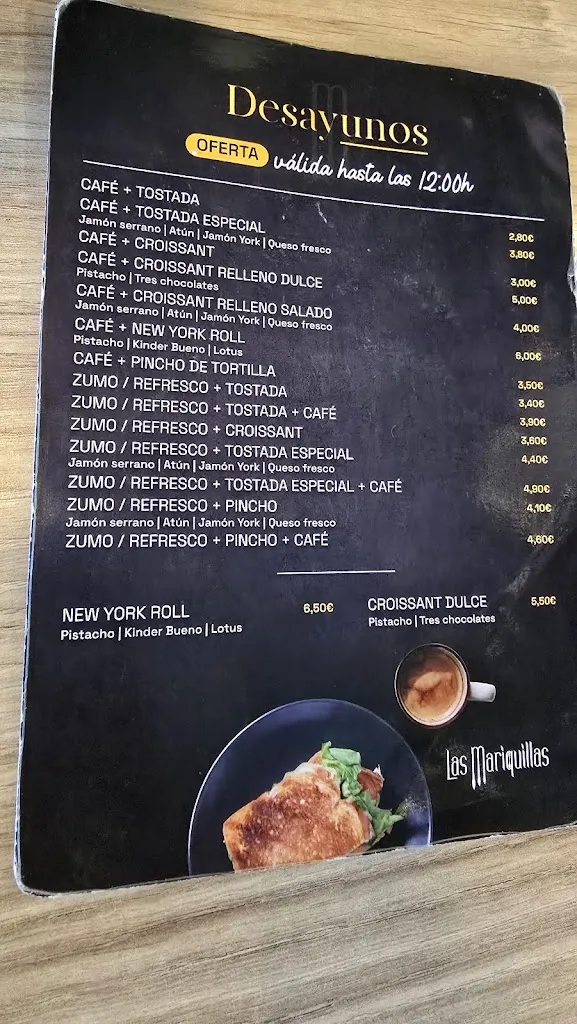 Desayunos
OFERTA válida hasta las 12:00h
CAFÉ + TOSTADA 2,80€
CAFÉ + TOSTADA ESPECIAL 3,80€
Jamón serrano | Atún | Jamón York | Queso fresco
CAFÉ + CROISSANT 3,00€
CAFÉ + CROISSANT RELLENO DULCE 5,00€
Pistacho | Tres chocolates
CAFÉ + CROISSANT RELLENO SALADO 4,00€
Jamón serrano | Atún | Jamón York | Queso fresco
CAFÉ + NEW YORK ROLL 6,00€
Pistacho | Kinder Bueno | Lotus
CAFÉ + PINCHO DE TORTILLA 3,50€
ZUMO / REFRESCO + TOSTADA 3,40€
ZUMO / REFRESCO + TOSTADA + CAFÉ 3,90€
ZUMO / REFRESCO + CROISSANT 3,60€
ZUMO / REFRESCO + TOSTADA ESPECIAL 4,40€
Jamón serrano | Atún | Jamón York | Queso fresco
ZUMO / REFRESCO + TOSTADA ESPECIAL + CAFÉ 4,90€
ZUMO / REFRESCO + PINCHO 4,10€
Jamón serrano | Atún | Jamón York | Queso fresco
ZUMO / REFRESCO + PINCHO + CAFÉ 4,60€
NEW YORK ROLL 6,50€
Pistacho | Kinder Bueno | Lotus
CROISSANT DULCE 5,50€
Pistacho | Tres chocolates
Las Mariquillas